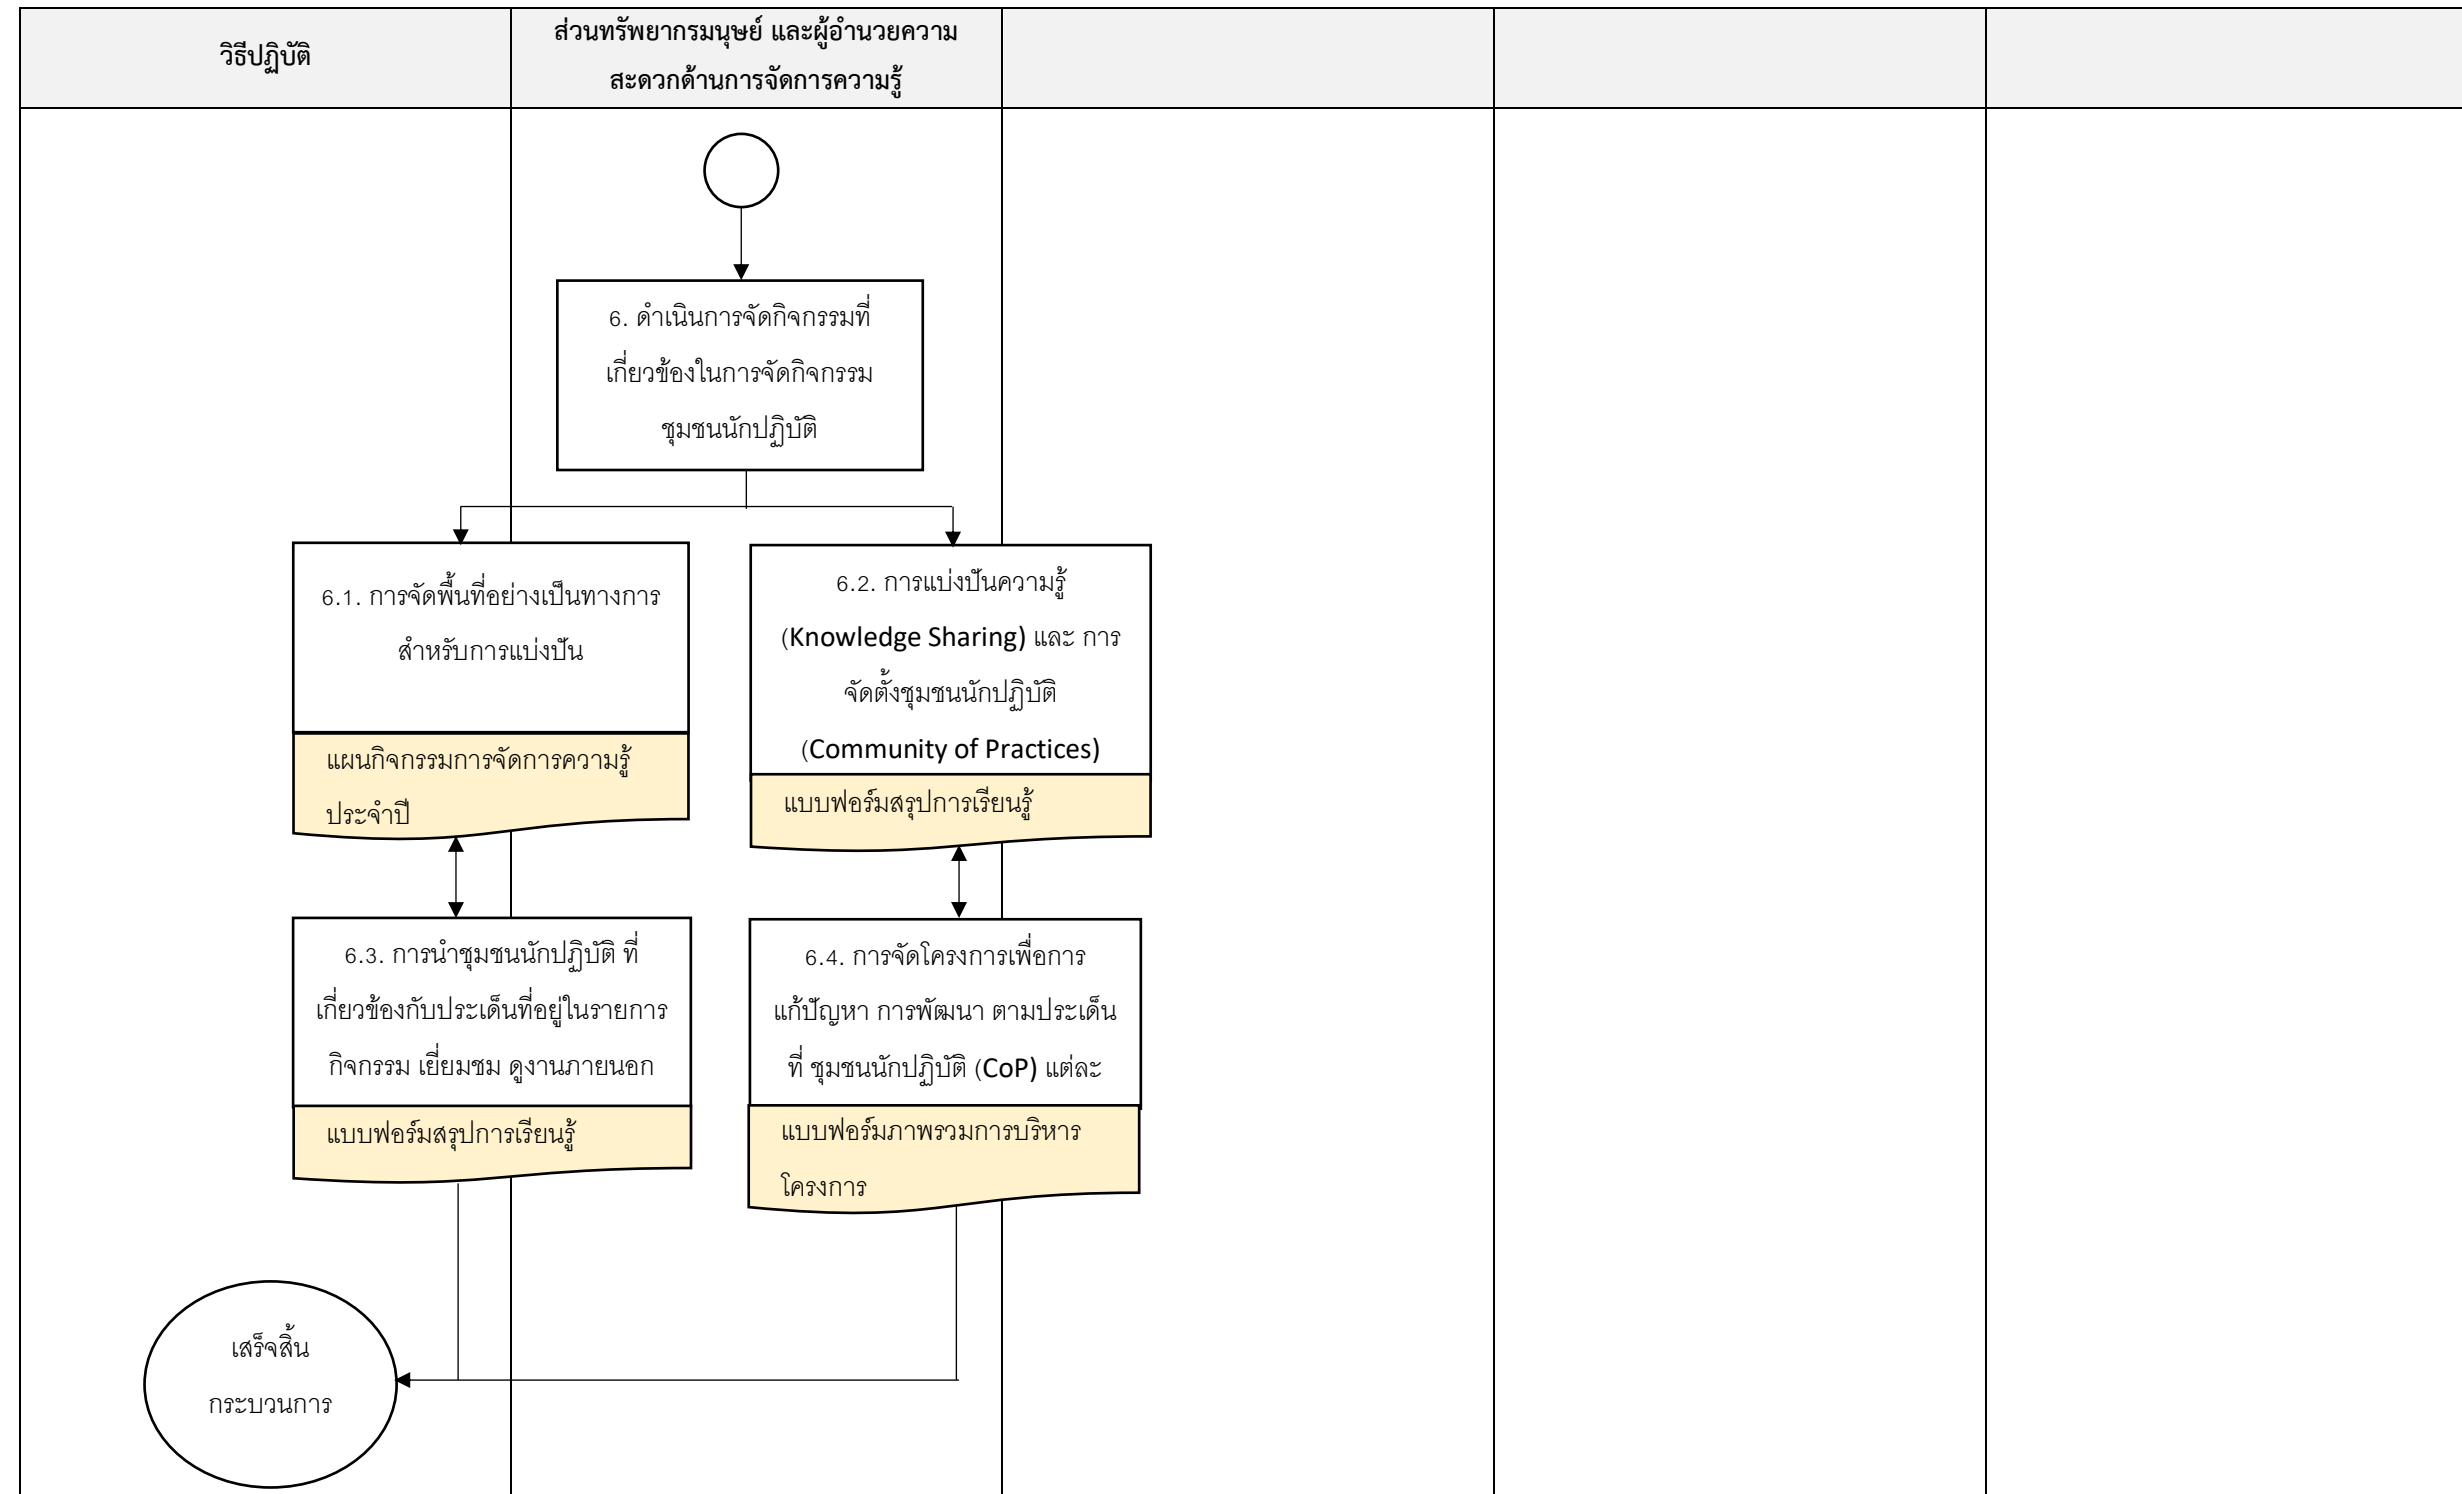 วิธีปฏิบัติ
ส่วนทรัพยากรมนุษย์ และผู้อำนวยความ
สะดวกด้านการจัดการความรู้
6. ดำเนินการจัดกิจกรรมที่
เกี่ยวข้องในการจัดกิจกรรม
ชุมชนนักปฏิบัติ
6.1. การจัดพื้นที่อย่างเป็นทางการ
สำหรับการแบ่งปัน
แผนกิจกรรมการจัดการความรู้
ประจำปี
6.2. การแบ่งปันความรู้
(Knowledge Sharing) และ การ
จัดตั้งชุมชนนักปฏิบัติ
(Community of Practices)
แบบฟอร์มสรุปการเรียนรู้
6.3. การนำชุมชนนักปฏิบัติ ที่
เกี่ยวข้องกับประเด็นที่อยู่ในรายการ
กิจกรรม เยี่ยมชม ดูงานภายนอก
แบบฟอร์มสรุปการเรียนรู้
6.4. การจัดโครงการเพื่อการ
แก้ปัญหา การพัฒนา ตามประเด็น
ที่ ชุมชนนักปฏิบัติ (CoP) แต่ละ
แบบฟอร์มภาพรวมการบริหาร
โครงการ
เสร็จสิ้น
กระบวนการ